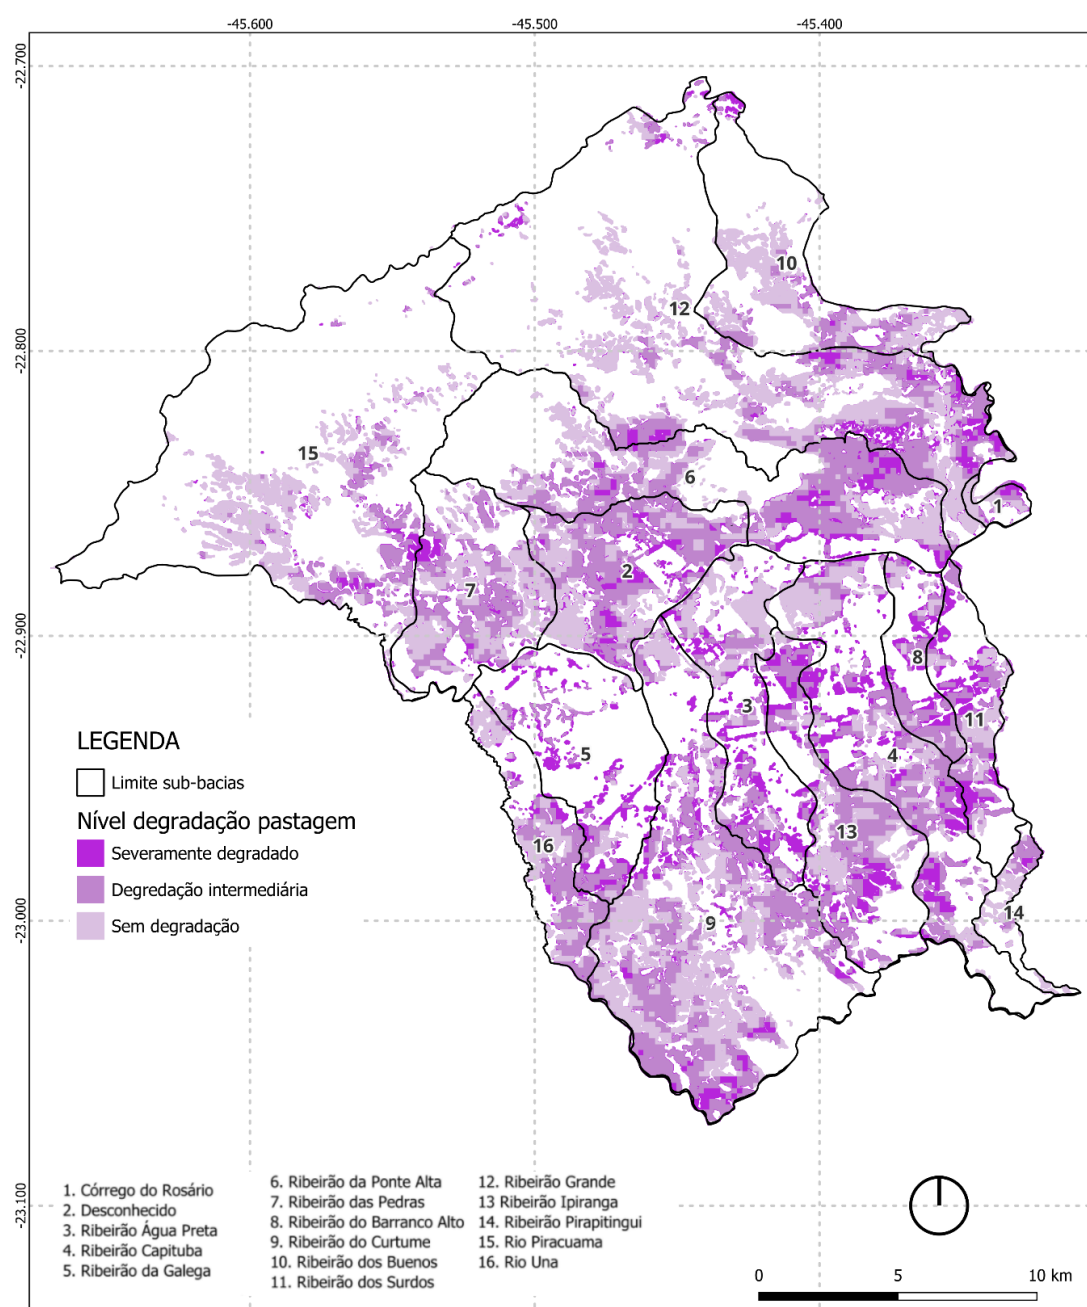 -45.600
-45.500
-45.400
-22.700
-22.800
-22.900
-23.000
-23.100
10
12
15
6
1
2
7
8
3
11
5
4
13
16
14
9
LEGENDA
Limite sub-bacias
Nível degradação pastagem
Severamente degradado
Degredação intermediária
Sem degradação
1. Córrego do Rosário
2. Desconhecido
3. Ribeirão Água Preta
4. Ribeirão Capituba
5. Ribeirão da Galega
6. Ribeirão da Ponte Alta
7. Ribeirão das Pedras
8. Ribeirão do Barranco Alto
9. Ribeirão do Curtume
10. Ribeirão dos Buenos
11. Ribeirão dos Surdos
12. Ribeirão Grande
13 Ribeirão Ipiranga
14. Ribeirão Pirapitingui
15. Rio Piracuama
16. Rio Una
0 5 10 km